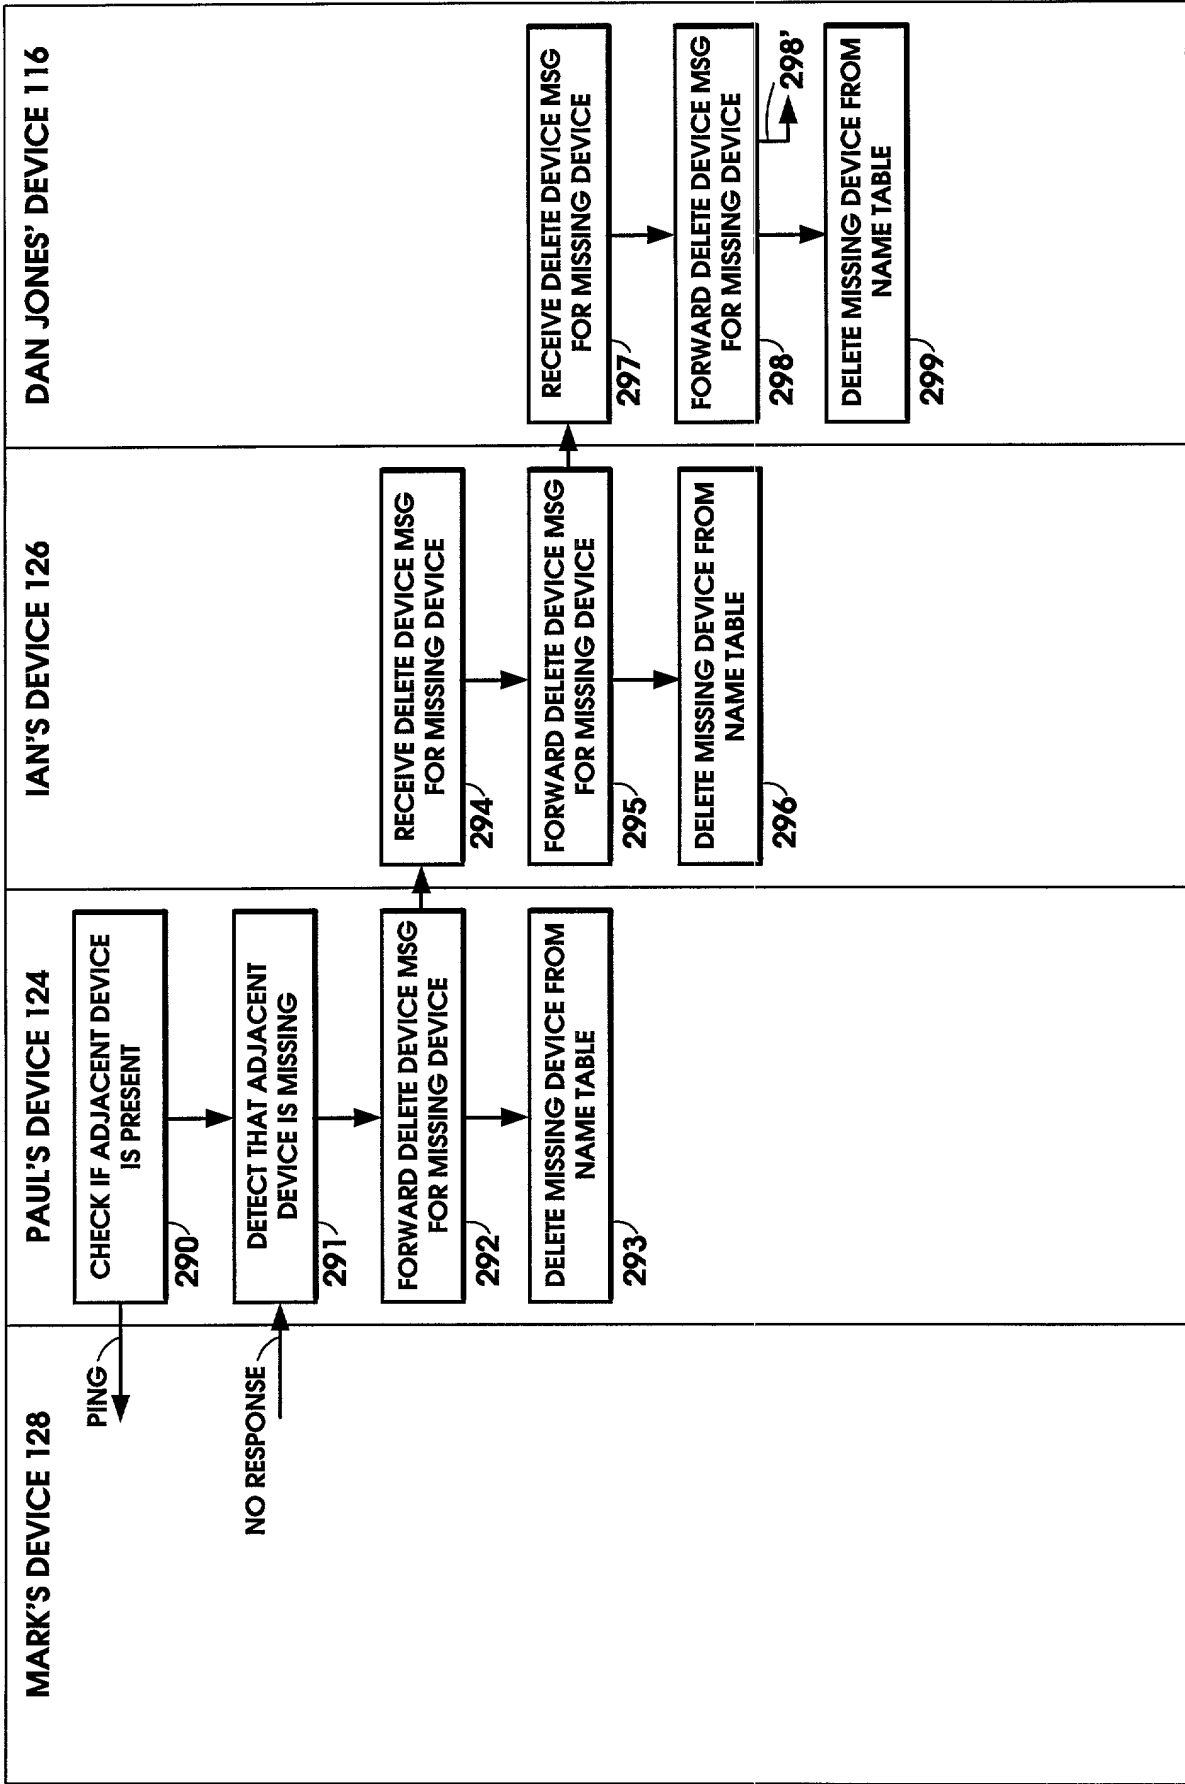 MARK'S DEVICE 128
PING
NO RESPONSE
PAUL'S DEVICE 124
CHECK IF ADJACENT DEVICE
IS PRESENT
290
DETECT THAT ADJACENT
DEVICE IS MISSING
291
FORWARD DELETE DEVICE MSG
FOR MISSING DEVICE
292
DELETE MISSING DEVICE FROM
NAME TABLE
293
IAN'S DEVICE 126
RECEIVE DELETE DEVICE MSG
FOR MISSING DEVICE
294
FORWARD DELETE DEVICE MSG
FOR MISSING DEVICE
295
DELETE MISSING DEVICE FROM
NAME TABLE
296
DAN JONES' DEVICE 116
RECEIVE DELETE DEVICE MSG
FOR MISSING DEVICE
297
FORWARD DELETE DEVICE MSG
FOR MISSING DEVICE
298
298'
DELETE MISSING DEVICE FROM
NAME TABLE
299